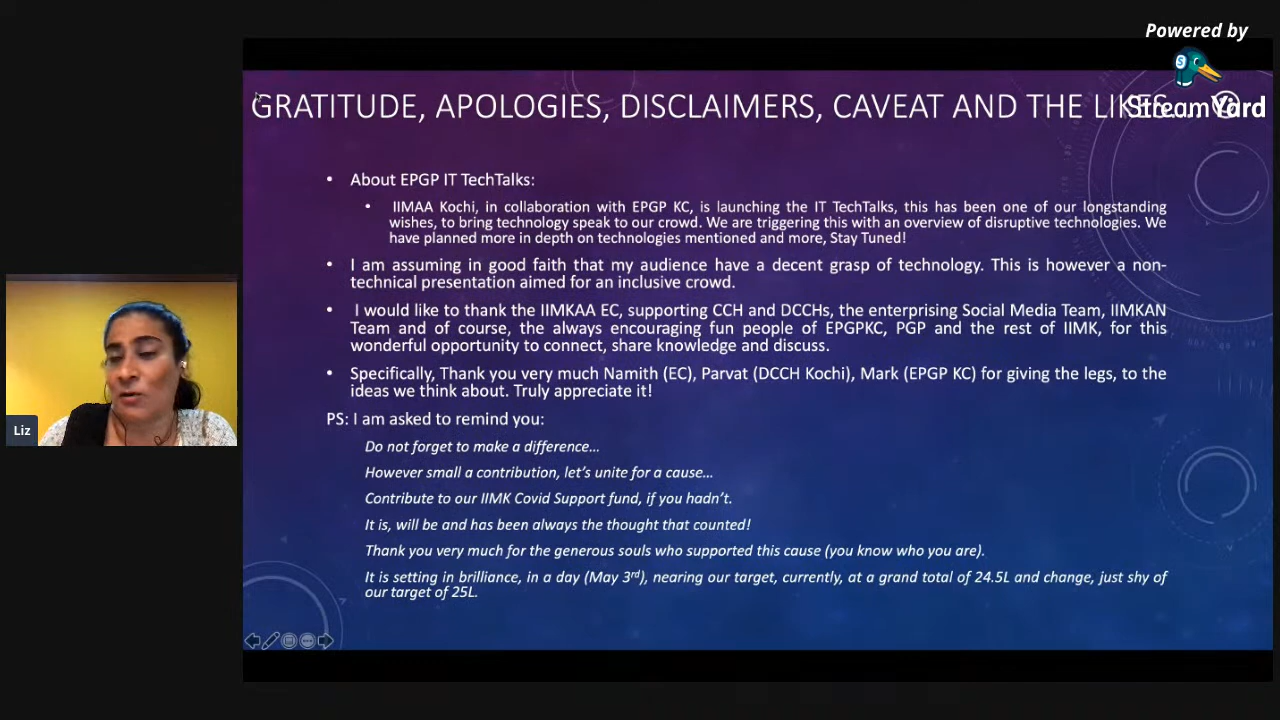 Powered by
GRATITUDE, APOLOGIES, DISCLAIMERS, CAVEAT AND THE LIKES...
StreamYard
• About EPGP IT TechTalks:
• IIMAA Kochi, in collaboration with EPGP KC, is launching the IT TechTalks, this has been one of our longstanding
wishes, to bring technology speak to our crowd. We are triggering this with an overview of disruptive technologies. We
have planned more in depth on technologies mentioned and more, Stay Tuned!
• I am assuming in good faith that my audience have a decent grasp of technology. This is however a non-
technical presentation aimed for an inclusive crowd.
• I would like to thank the IIMKAA EC, supporting CCH and DCCHs, the enterprising Social Media Team, IIMKAN
Team and of course, the always encouraging fun people of EPGPKC, PGP and the rest of IIMK, for this
wonderful opportunity to connect, share knowledge and discuss.
• Specifically, Thank you very much Namith (EC), Parvat (DCCH Kochi), Mark (EPGP KC) for giving the legs, to the
ideas we think about. Truly appreciate it!
PS: I am asked to remind you:
Do not forget to make a difference...
However small a contribution, let's unite for a cause...
Contribute to our IIMK Covid Support fund, if you hadn't.
It is, will be and has been always the thought that counted!
Thank you very much for the generous souls who supported this cause (you know who you are).
It is setting in brilliance, in a day (May 3rd), nearing our target, currently, at a grand total of 24.5L and change, just shy of
our target of 25L.
Liz